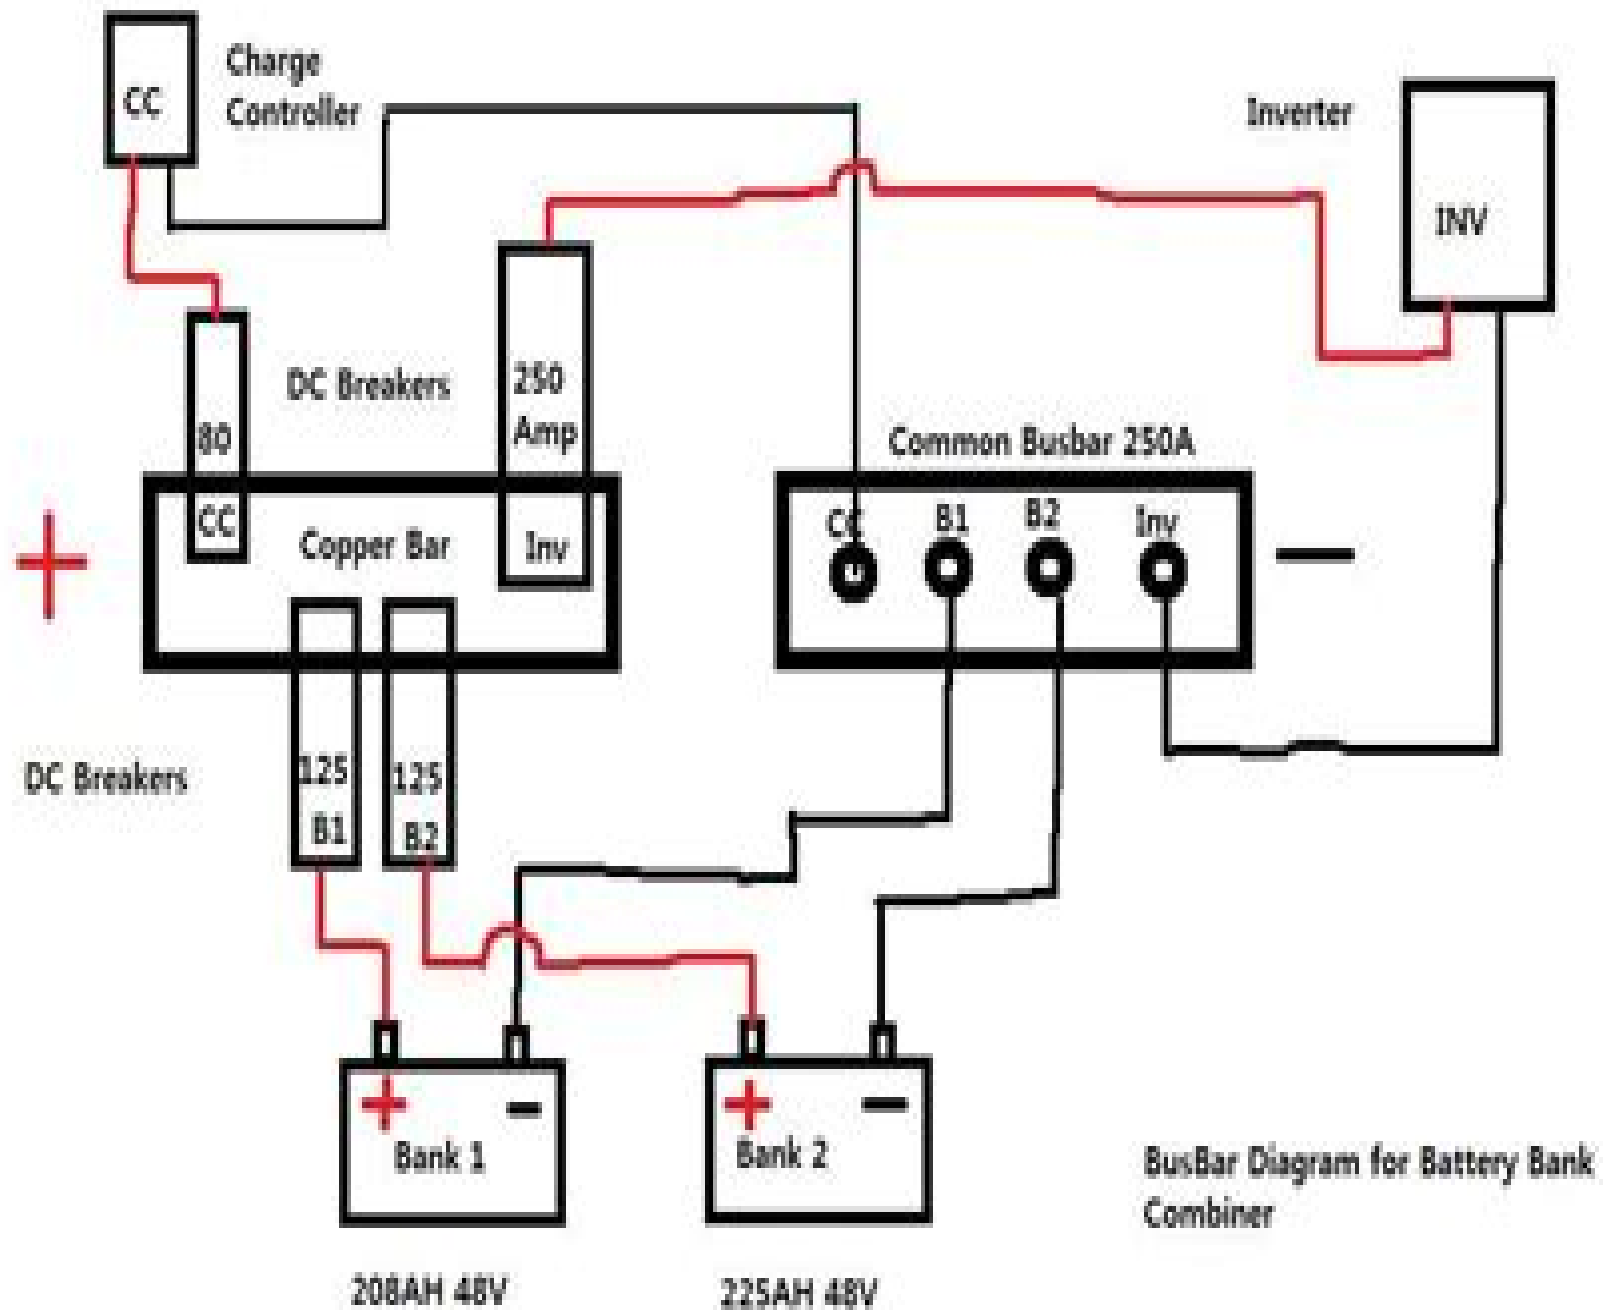 Charge
Controller
CC
Inverter
INV
DC Breakers
250
Amp
80
Common Busbar 250A
CC
Copper Bar
Inv
CC
B1
B2
Inv
+
−
DC Breakers
125
B1
125
B2
+
−
Bank 1
+
−
Bank 2
BusBar Diagram for Battery Bank
Combiner
208AH 48V
225AH 48V